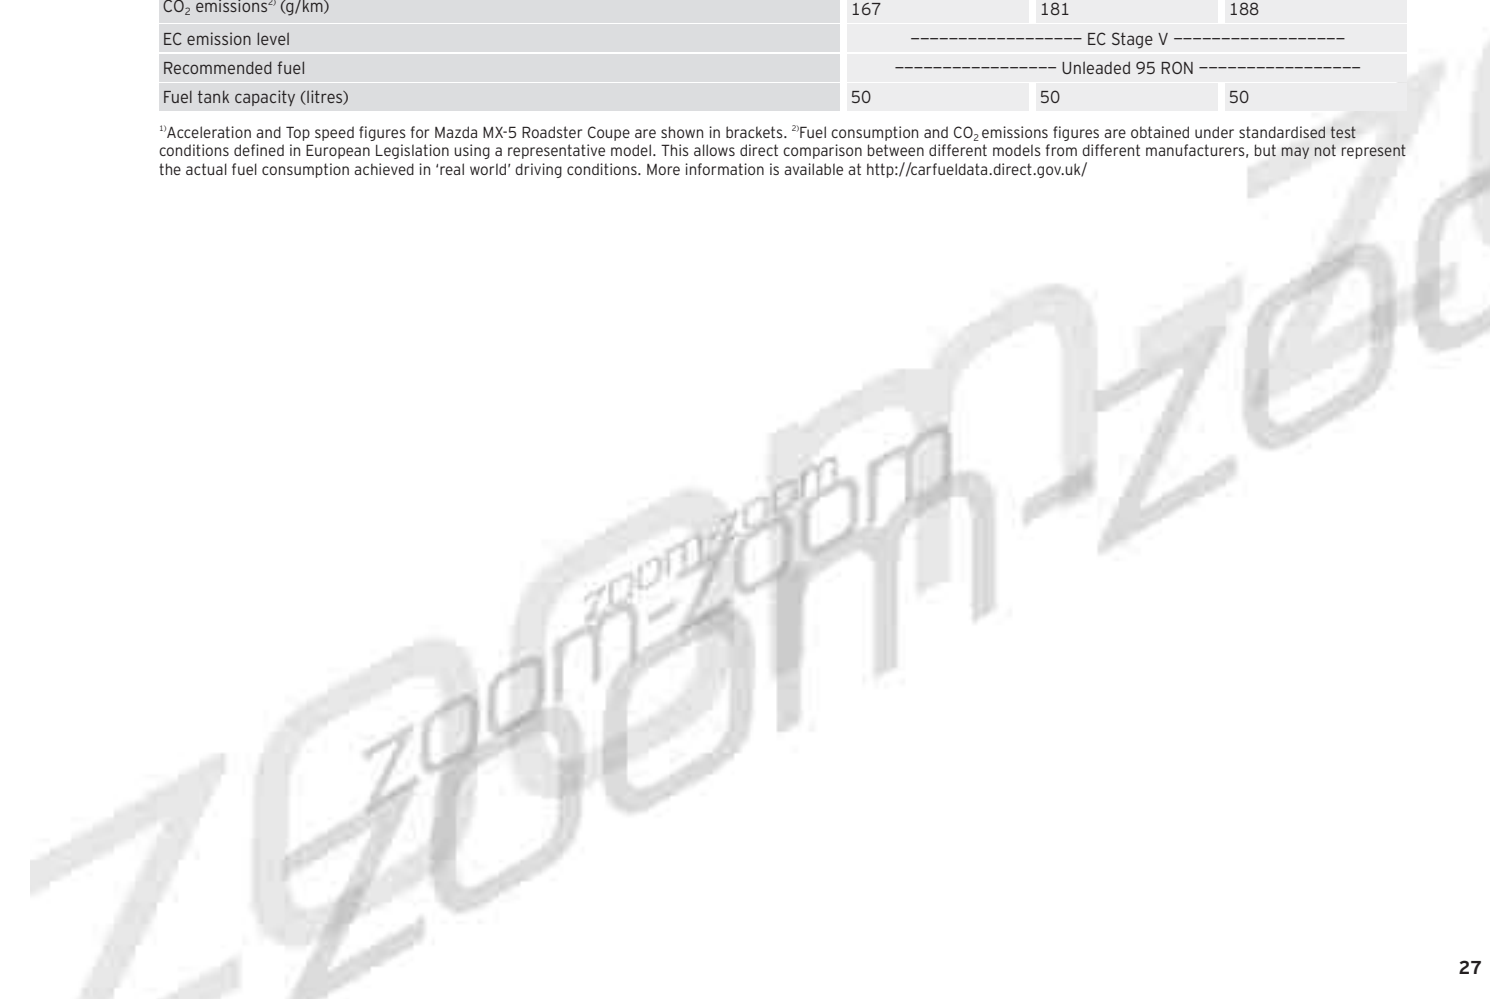 CO2 emissions2) (g/km) 167 181 188
EC emission level ------------------ EC Stage V ------------------
Recommended fuel ----------------- Unleaded 95 RON -----------------
Fuel tank capacity (litres) 50 50 50
1)Acceleration and Top speed figures for Mazda MX-5 Roadster Coupe are shown in brackets. 2)Fuel consumption and CO2 emissions figures are obtained under standardised test
conditions defined in European Legislation using a representative model. This allows direct comparison between different models from different manufacturers, but may not represent
the actual fuel consumption achieved in ‘real world’ driving conditions. More information is available at http://carfueldata.direct.gov.uk/
zoom-zoom
zoom-zoom
zoom-zoo
zoom
27